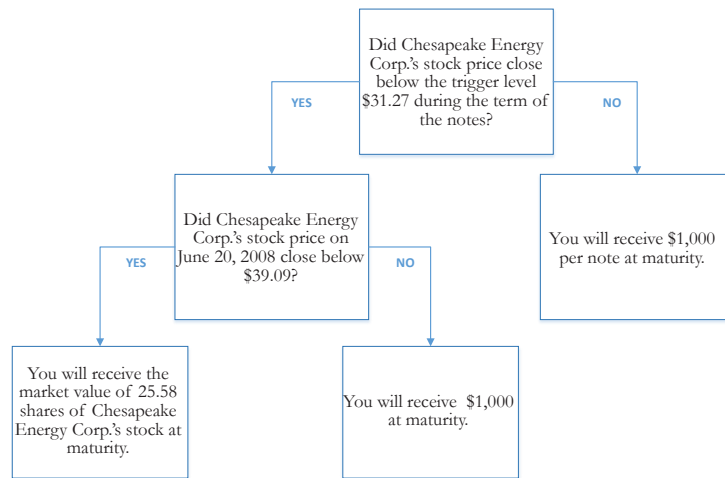 Did Chesapeake Energy
Corp.'s stock price close
below the trigger level
$31.27 during the term of
the notes?
YES
NO
Did Chesapeake Energy
Corp.'s stock price on
June 20, 2008 close below
$39.09?
You will receive $1,000
per note at maturity.
YES
NO
You will receive the
market value of 25.58
shares of Chesapeake
Energy Corp.'s stock at
maturity.
You will receive $1,000
at maturity.